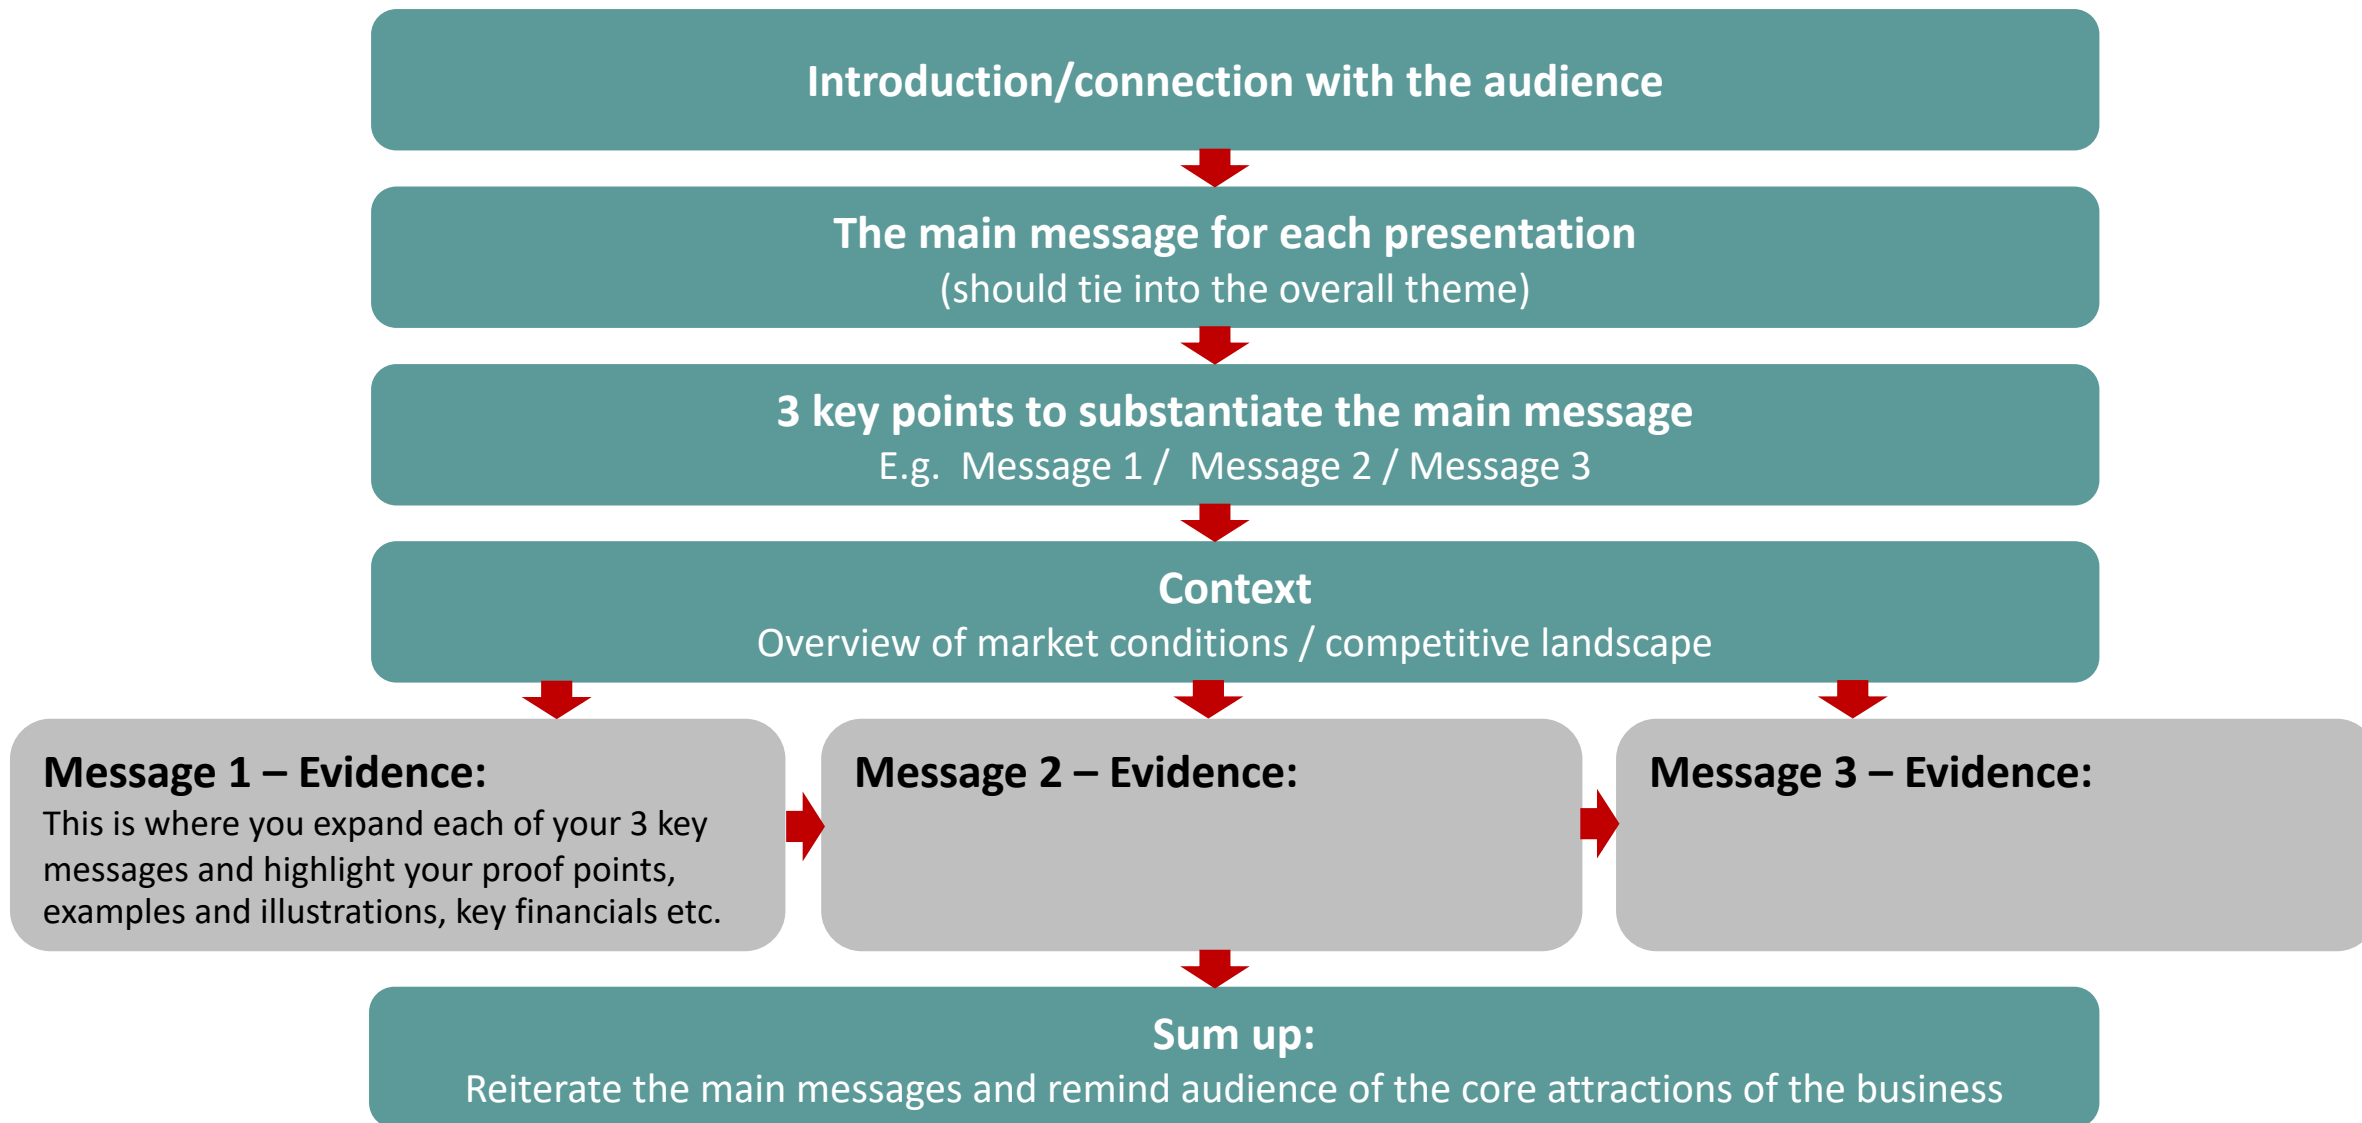 Introduction/connection with the audience
The main message for each presentation
(should tie into the overall theme)
3 key points to substantiate the main message
E.g.  Message 1 /  Message 2 / Message 3
Context
Overview of market conditions / competitive landscape
Message 1 – Evidence:
This is where you expand each of your 3 key
messages and highlight your proof points,
examples and illustrations, key financials etc.
Message 2 – Evidence:
Message 3 – Evidence:
Sum up:
Reiterate the main messages and remind audience of the core attractions of the business